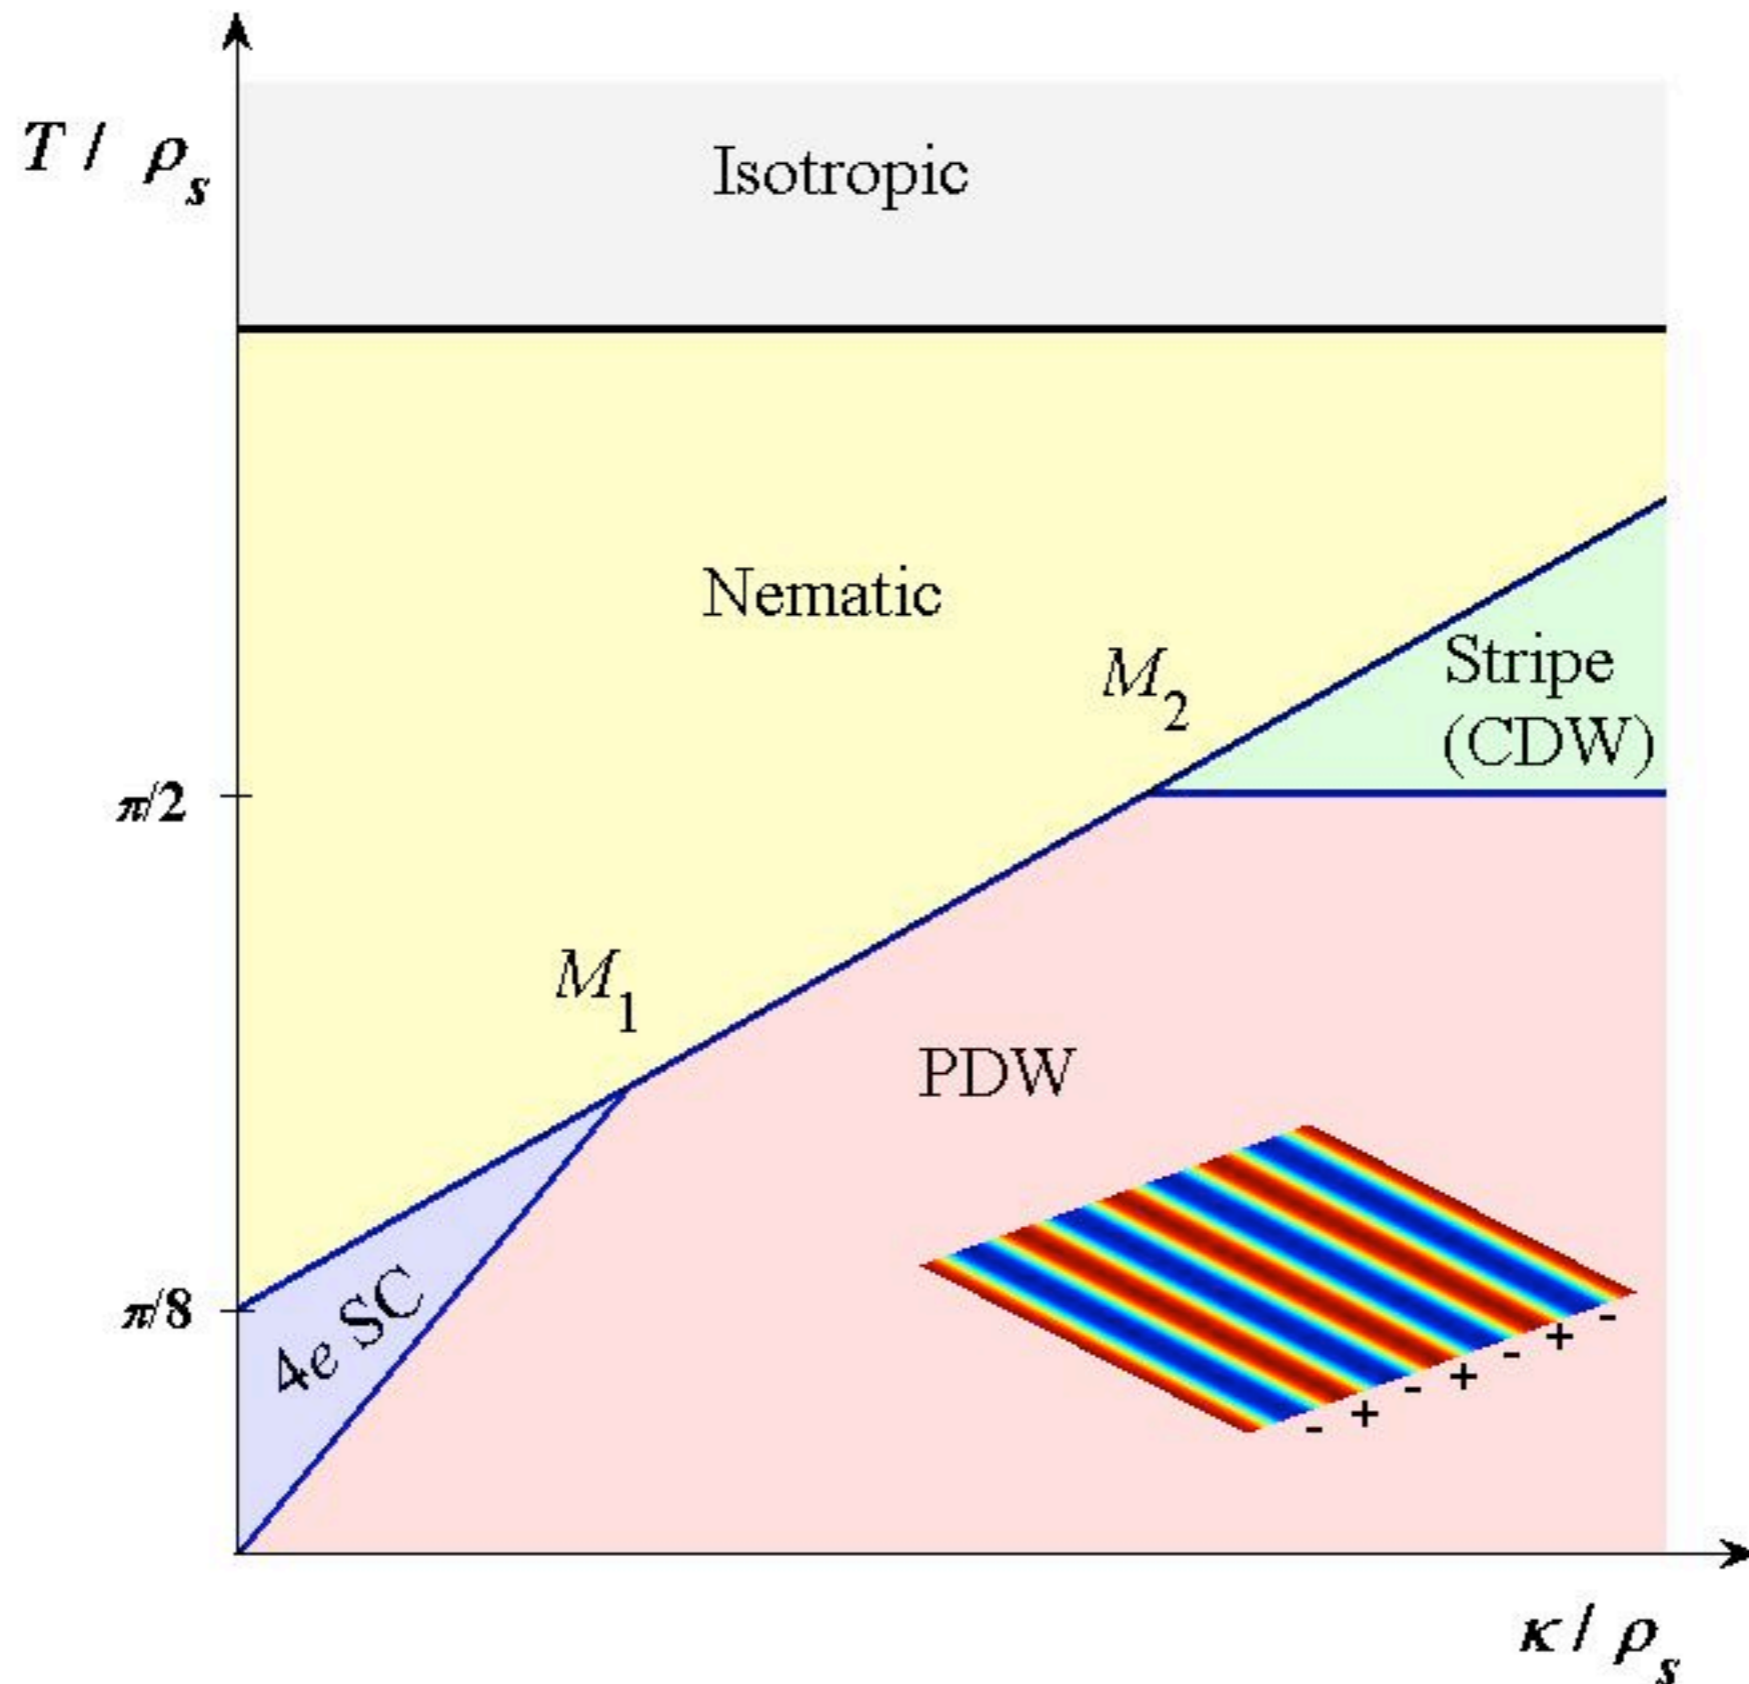 T / ρs
Isotropic
Nematic
M2
Stripe
(CDW)
π/2
M1
PDW
π/8
4e SC
- + - + - + -
κ / ρs